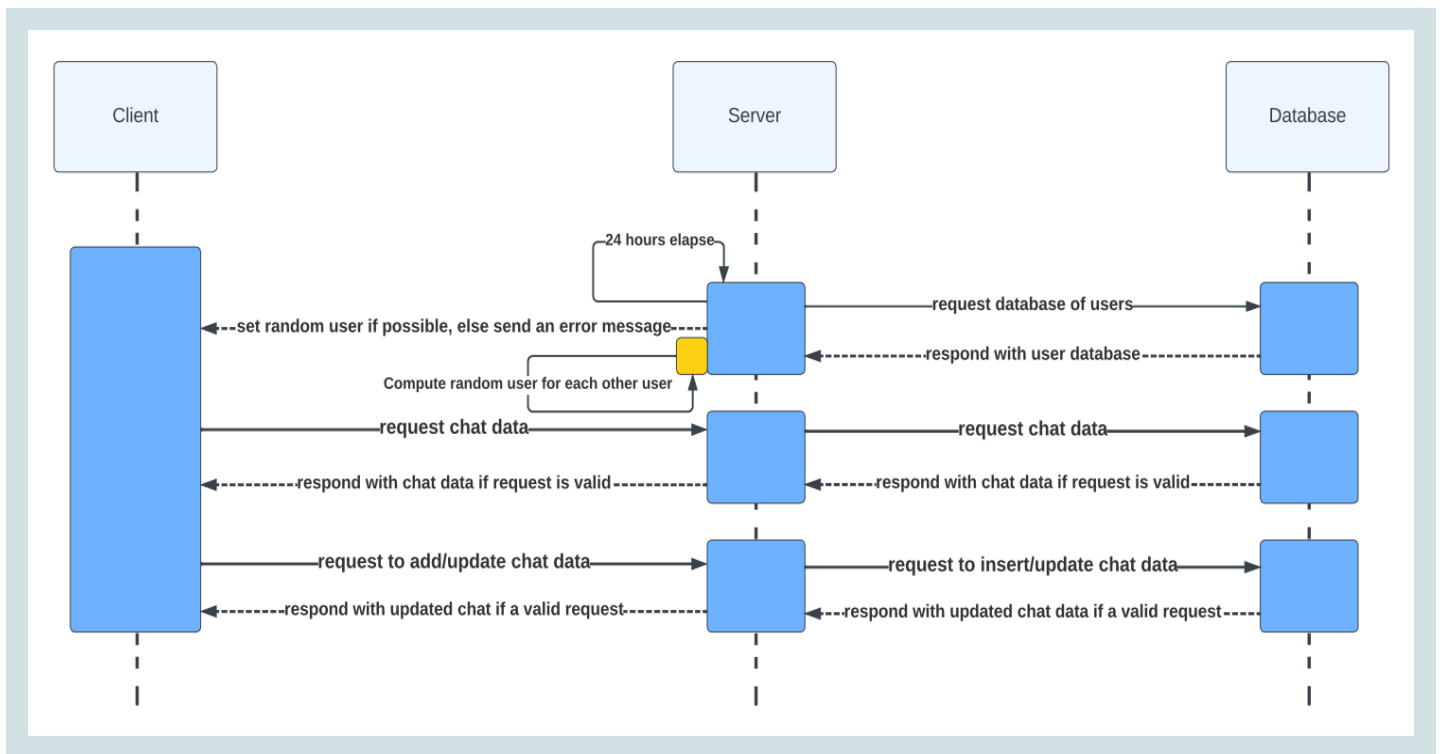 Client
Server
Database
24 hours elapse
request database of users
set random user if possible, else send an error message
respond with user database
Compute random user for each other user
request chat data
request chat data
respond with chat data if request is valid
respond with chat data if request is valid
request to add/update chat data
request to insert/update chat data
respond with updated chat if a valid request
respond with updated chat data if a valid request